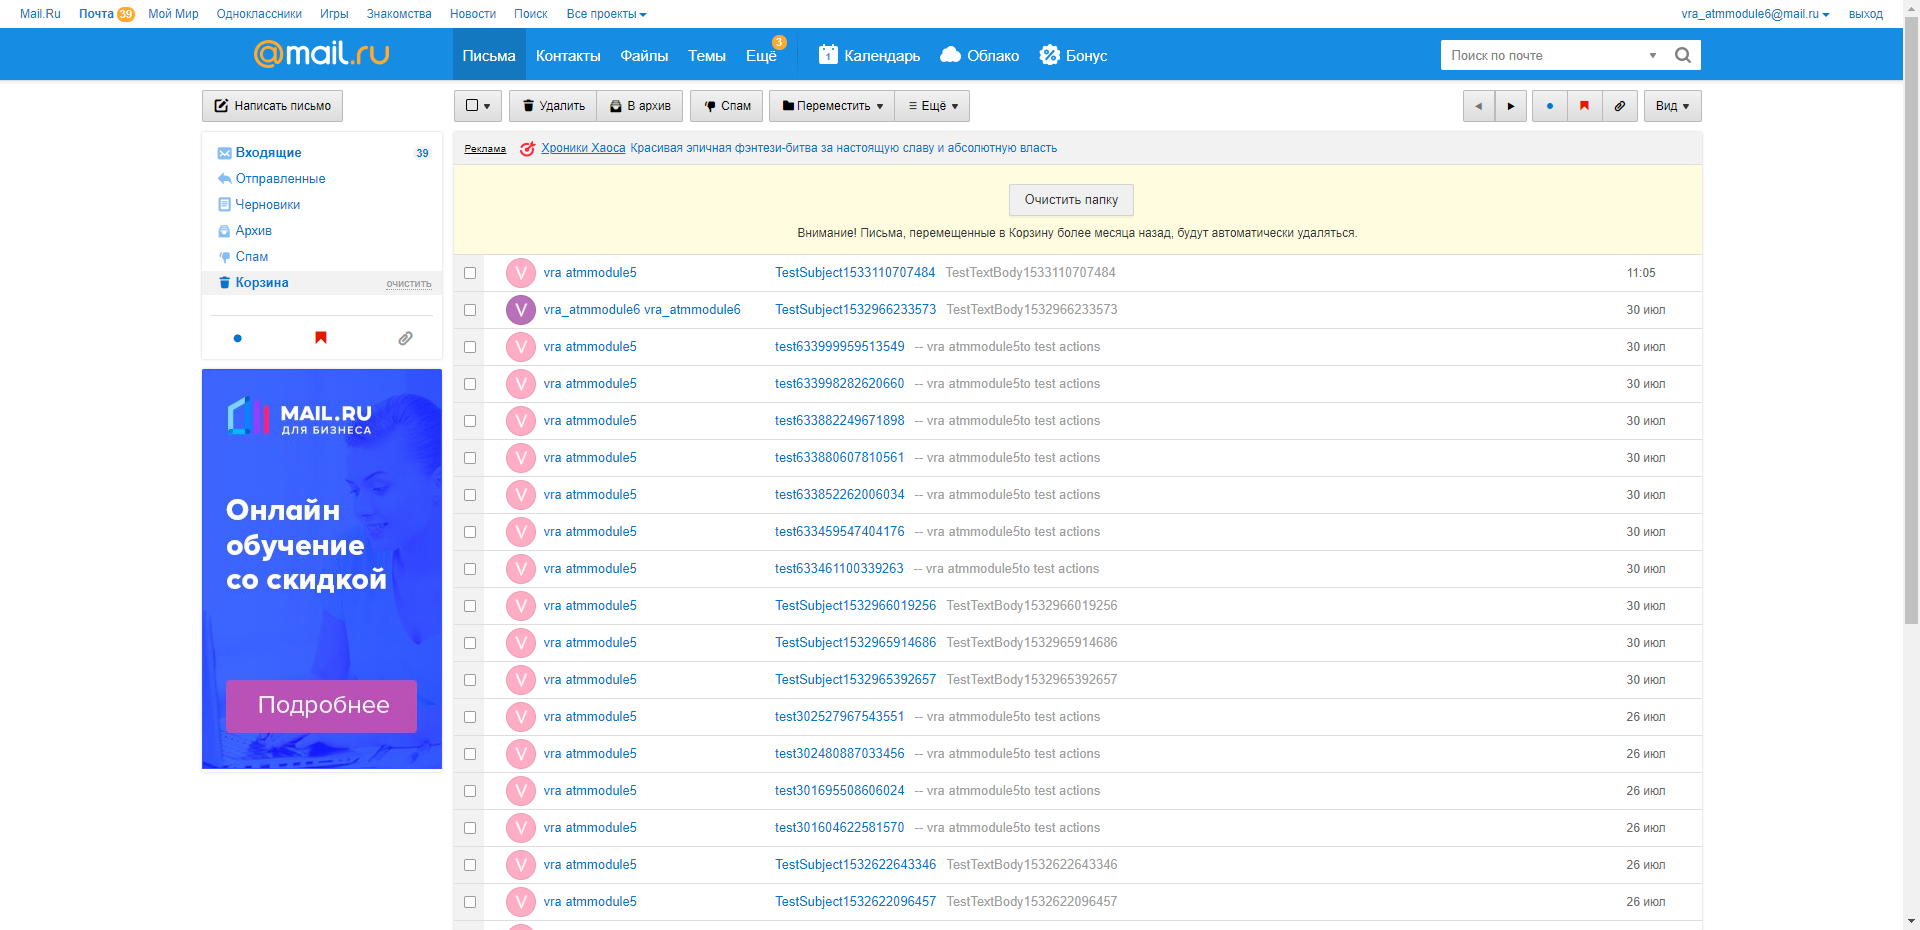 Mail.Ru Почта 39 Мой Мир Одноклассники Игры Знакомства Новости Поиск Все проекты vra_atmmodule6@mail.ru выход
@mail.ru Письма Контакты Файлы Темы Ещё 3 1 Календарь Облако Бонус Поиск по почте
Написать письмо Удалить В архив Спам Переместить Ещё Вид
Входящие 39
Отправленные
Черновики
Архив
Спам
Корзина очистить
MAIL.RU
ДЛЯ БИЗНЕСА
Онлайн
обучение
со скидкой
Подробнее
Реклама Хроники Хаоса Красивая эпичная фэнтези-битва за настоящую славу и абсолютную власть
Очистить папку
Внимание! Письма, перемещенные в Корзину более месяца назад, будут автоматически удаляться.
V vra atmmodule5 TestSubject1533110707484 TestTextBody1533110707484 11:05
V vra_atmmodule6 vra_atmmodule6 TestSubject1532966233573 TestTextBody1532966233573 30 июл
V vra atmmodule5 test633999959513549 -- vra atmmodule5to test actions 30 июл
V vra atmmodule5 test633998282620660 -- vra atmmodule5to test actions 30 июл
V vra atmmodule5 test633882249671898 -- vra atmmodule5to test actions 30 июл
V vra atmmodule5 test633880607810561 -- vra atmmodule5to test actions 30 июл
V vra atmmodule5 test633852262006034 -- vra atmmodule5to test actions 30 июл
V vra atmmodule5 test633459547404176 -- vra atmmodule5to test actions 30 июл
V vra atmmodule5 test633461100339263 -- vra atmmodule5to test actions 30 июл
V vra atmmodule5 TestSubject1532966019256 TestTextBody1532966019256 30 июл
V vra atmmodule5 TestSubject1532965914686 TestTextBody1532965914686 30 июл
V vra atmmodule5 TestSubject1532965392657 TestTextBody1532965392657 30 июл
V vra atmmodule5 test302527967543551 -- vra atmmodule5to test actions 26 июл
V vra atmmodule5 test302480887033456 -- vra atmmodule5to test actions 26 июл
V vra atmmodule5 test301695508606024 -- vra atmmodule5to test actions 26 июл
V vra atmmodule5 test301604622581570 -- vra atmmodule5to test actions 26 июл
V vra atmmodule5 TestSubject1532622643346 TestTextBody1532622643346 26 июл
V vra atmmodule5 TestSubject1532622096457 TestTextBody1532622096457 26 июл